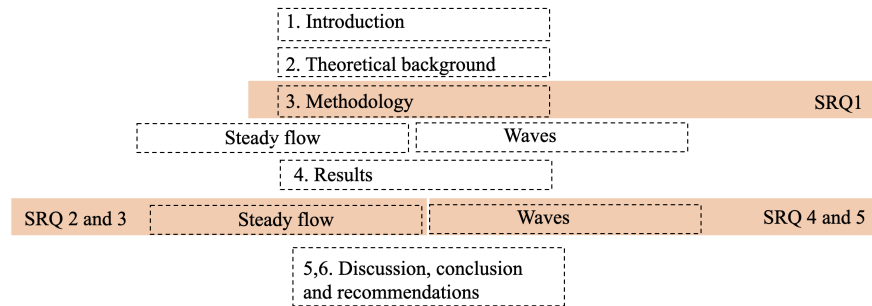 1. Introduction
2. Theoretical background
3. Methodology SRQ1
Steady flow Waves
4. Results
SRQ 2 and 3 Steady flow Waves SRQ 4 and 5
5,6. Discussion, conclusion
and recommendations